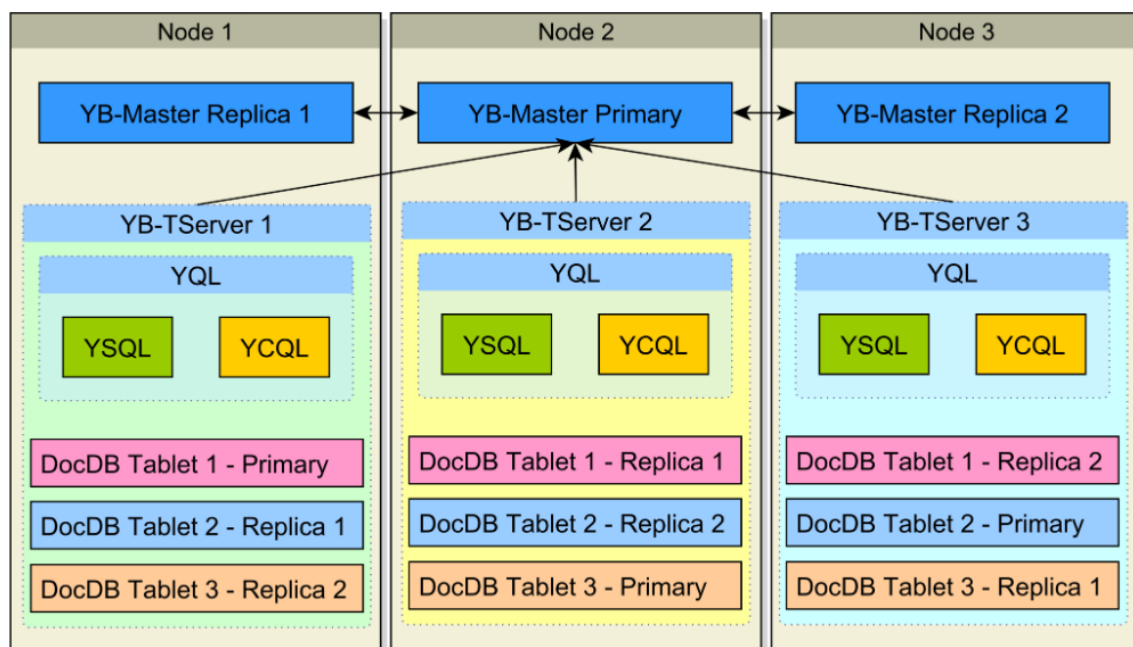 Node 1
Node 2
Node 3
YB-Master Replica 1
YB-Master Primary
YB-Master Replica 2
YB-TServer 1
YB-TServer 2
YB-TServer 3
YQL
YQL
YQL
YSQL
YCQL
YSQL
YCQL
YSQL
YCQL
DocDB Tablet 1 - Primary
DocDB Tablet 1 - Replica 1
DocDB Tablet 1 - Replica 2
DocDB Tablet 2 - Replica 1
DocDB Tablet 2 - Replica 2
DocDB Tablet 2 - Primary
DocDB Tablet 3 - Replica 2
DocDB Tablet 3 - Primary
DocDB Tablet 3 - Replica 1